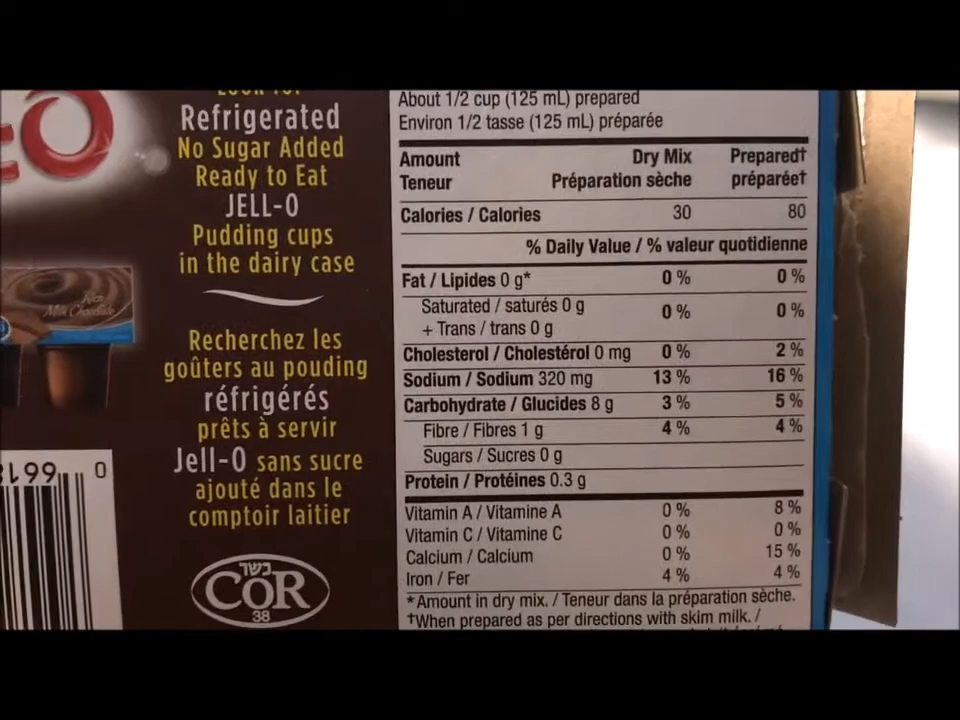 Refrigerated
No Sugar Added
Ready to Eat
JELL-O
Pudding cups
in the dairy case
Recherchez les
goûters au pouding
réfrigérés
prêts à servir
Jell-O sans sucre
ajouté dans le
comptoir laitier
כשר
COR
38
0
About 1/2 cup (125 mL) prepared
Environ 1/2 tasse (125 mL) préparée
Amount Dry Mix Prepared†
Teneur Préparation sèche préparée†
Calories / Calories 30 80
% Daily Value / % valeur quotidienne
Fat / Lipides 0 g* 0 % 0 %
Saturated / saturés 0 g 0 % 0 %
+ Trans / trans 0 g
Cholesterol / Cholestérol 0 mg 0 % 2 %
Sodium / Sodium 320 mg 13 % 16 %
Carbohydrate / Glucides 8 g 3 % 5 %
Fibre / Fibres 1 g 4 % 4 %
Sugars / Sucres 0 g
Protein / Protéines 0.3 g
Vitamin A / Vitamine A 0 % 8 %
Vitamin C / Vitamine C 0 % 0 %
Calcium / Calcium 0 % 15 %
Iron / Fer 4 % 4 %
* Amount in dry mix. / Teneur dans la préparation sèche.
†When prepared as per directions with skim milk. /